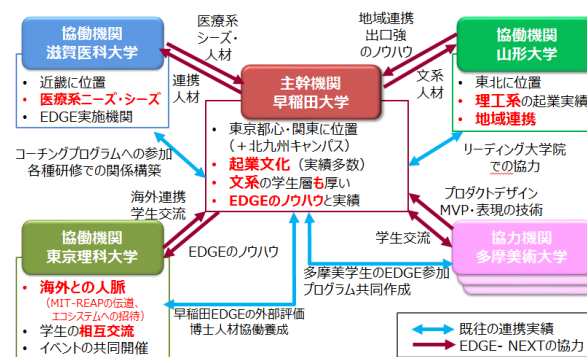 協働機関
滋賀医科大学
• 近畿に位置
• 医療系ニーズ・シーズ
• EDGE実施機関
医療系
シーズ・
人材
連携
人材
主幹機関
早稲田大学
• 東京都心・関東に位置
(+北九州キャンパス)
• 起業文化(実績多数)
• 文系の学生層も厚い
• EDGEのノウハウと実績
地域連携
出口強
のノウハウ
文系
人材
協働機関
山形大学
• 東北に位置
• 理工系の起業実績
• 地域連携
コーチングプログラムへの参加
各種研修での関係構築
リーディング大学院
での協力
海外連携
学生交流
EDGEのノウハウ
プロダクトデザイン
MVP・表現の技術
学生交流
協働機関
東京理科大学
• 海外との人脈
(MIT-REAPの伝道、
エコシステムへの招待)
• 学生の相互交流
• イベントの共同開催
協力機関
多摩美術大学
多摩美学生のEDGE参加
プログラム共同作成
早稲田EDGEの外部評価
博士人材協働養成
既往の連携実績
EDGE- NEXTの協力